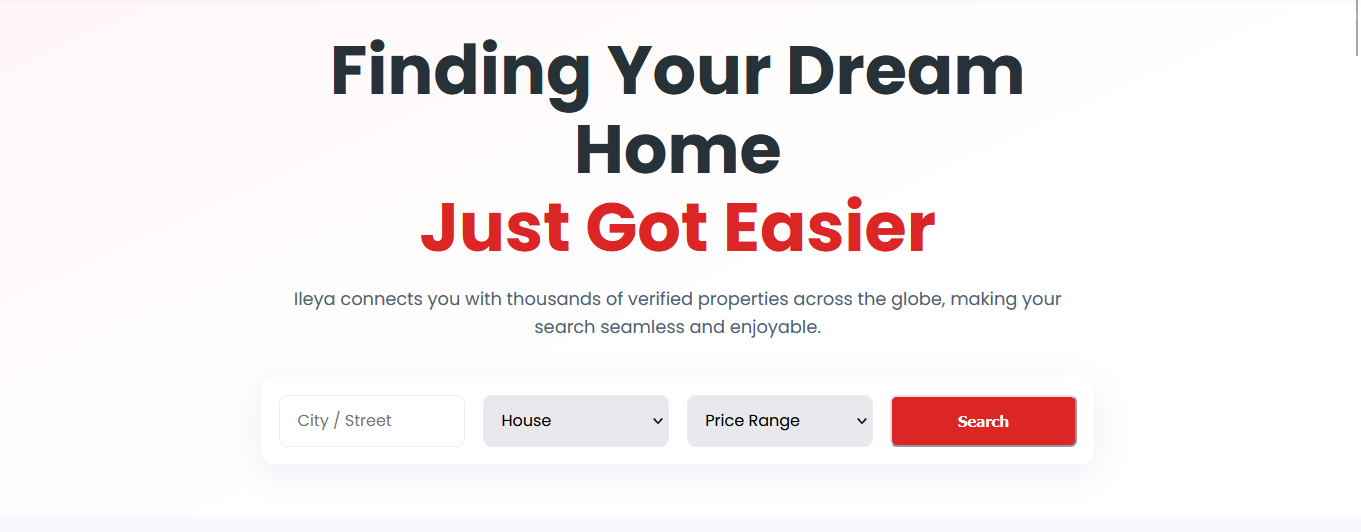 Finding Your Dream
Home
Just Got Easier
Ileya connects you with thousands of verified properties across the globe, making your
search seamless and enjoyable.
City / Street
House
Price Range
Search